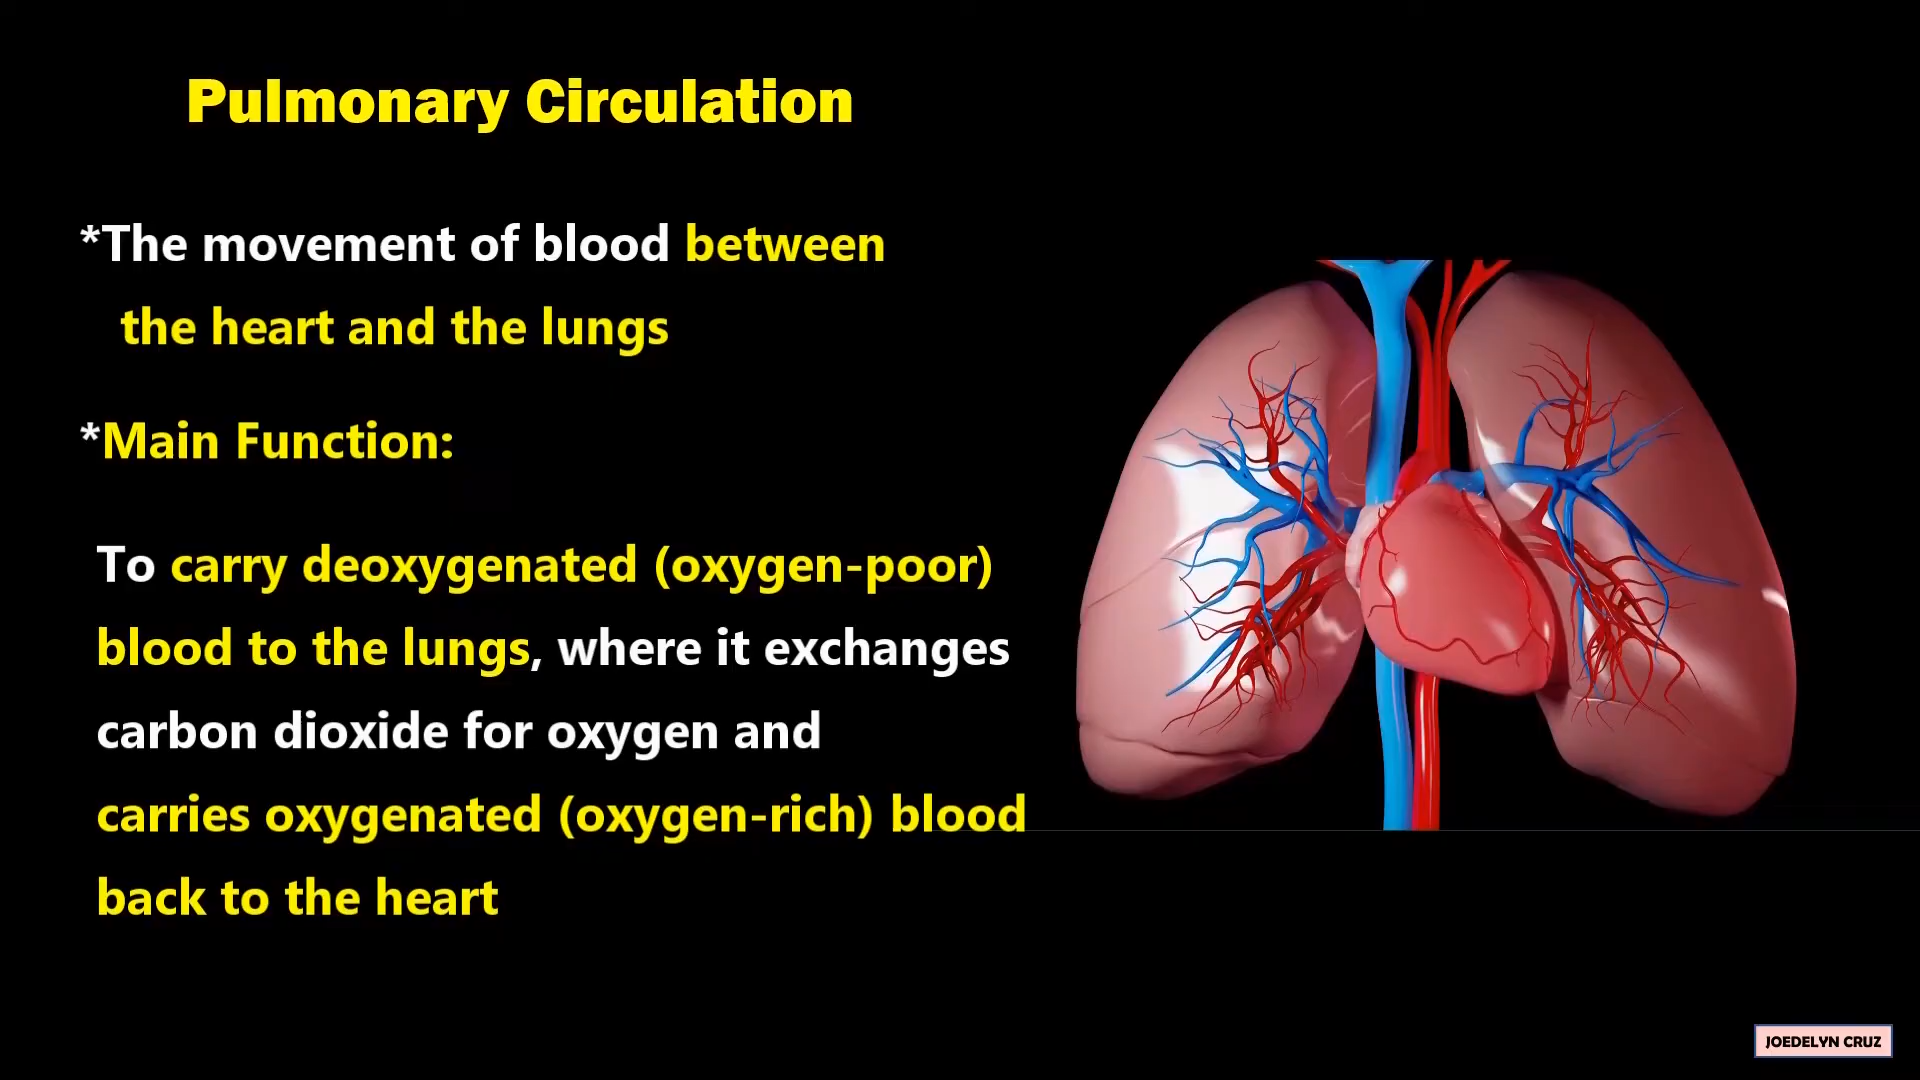 Pulmonary Circulation
*The movement of blood between
the heart and the lungs
*Main Function:
To carry deoxygenated (oxygen-poor)
blood to the lungs, where it exchanges
carbon dioxide for oxygen and
carries oxygenated (oxygen-rich) blood
back to the heart
JOEDELYN CRUZ